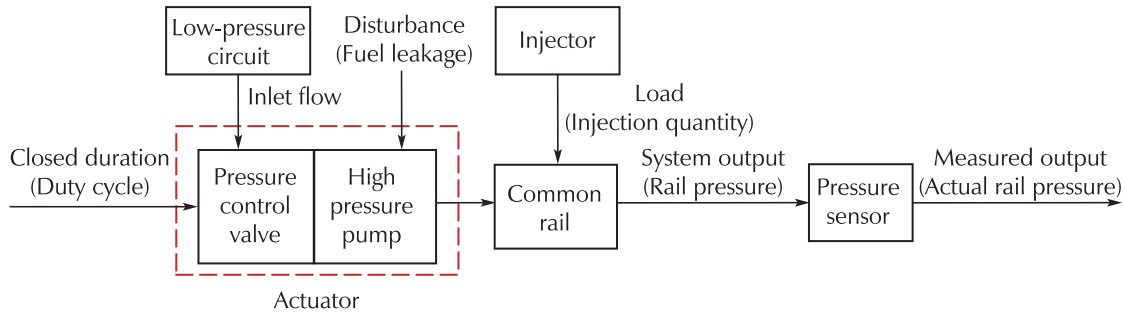 Low-pressure
circuit
Disturbance
(Fuel leakage)
Injector
Inlet flow
Load
(Injection quantity)
Closed duration
(Duty cycle)
Pressure
control
valve
High
pressure
pump
Common
rail
System output
(Rail pressure)
Pressure
sensor
Measured output
(Actual rail pressure)
Actuator